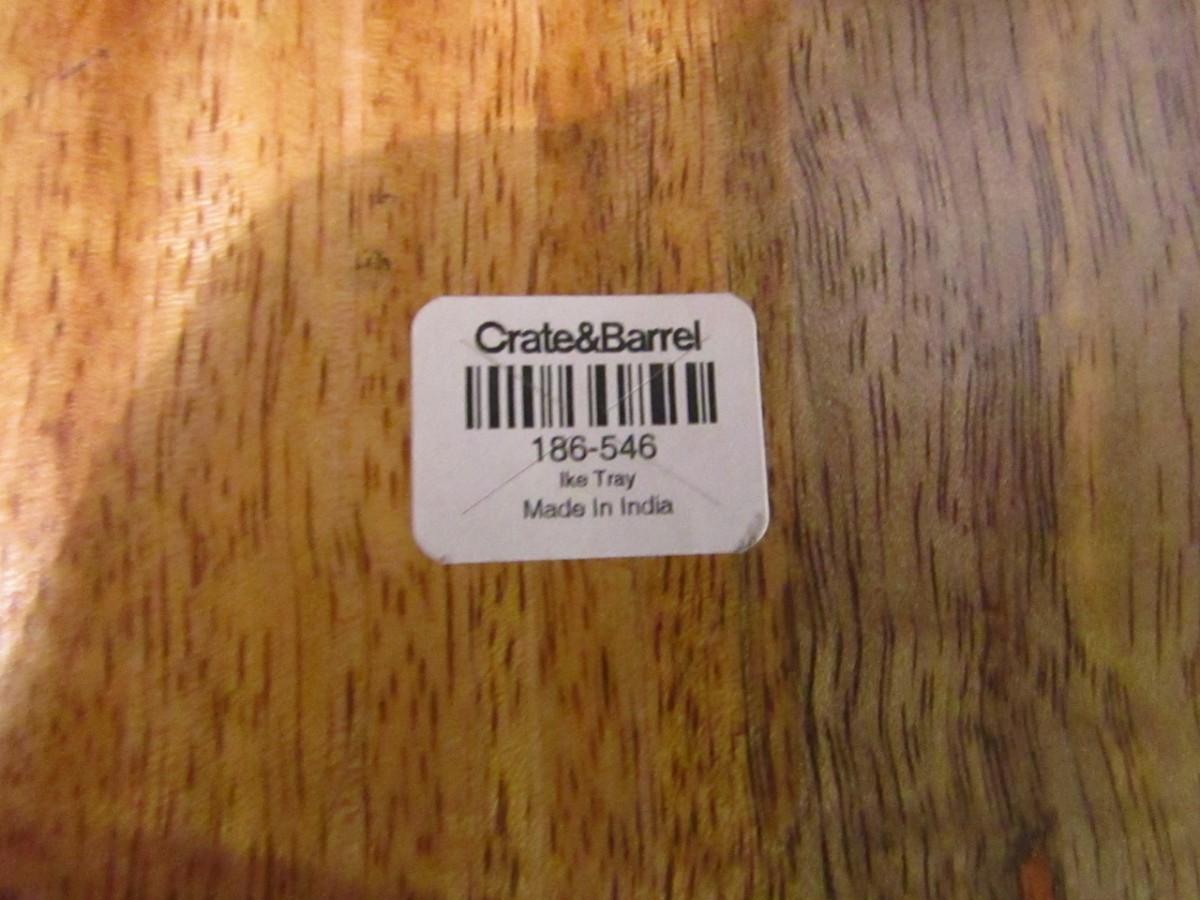 Crate&Barrel
186-546
Ike Tray
Made In India